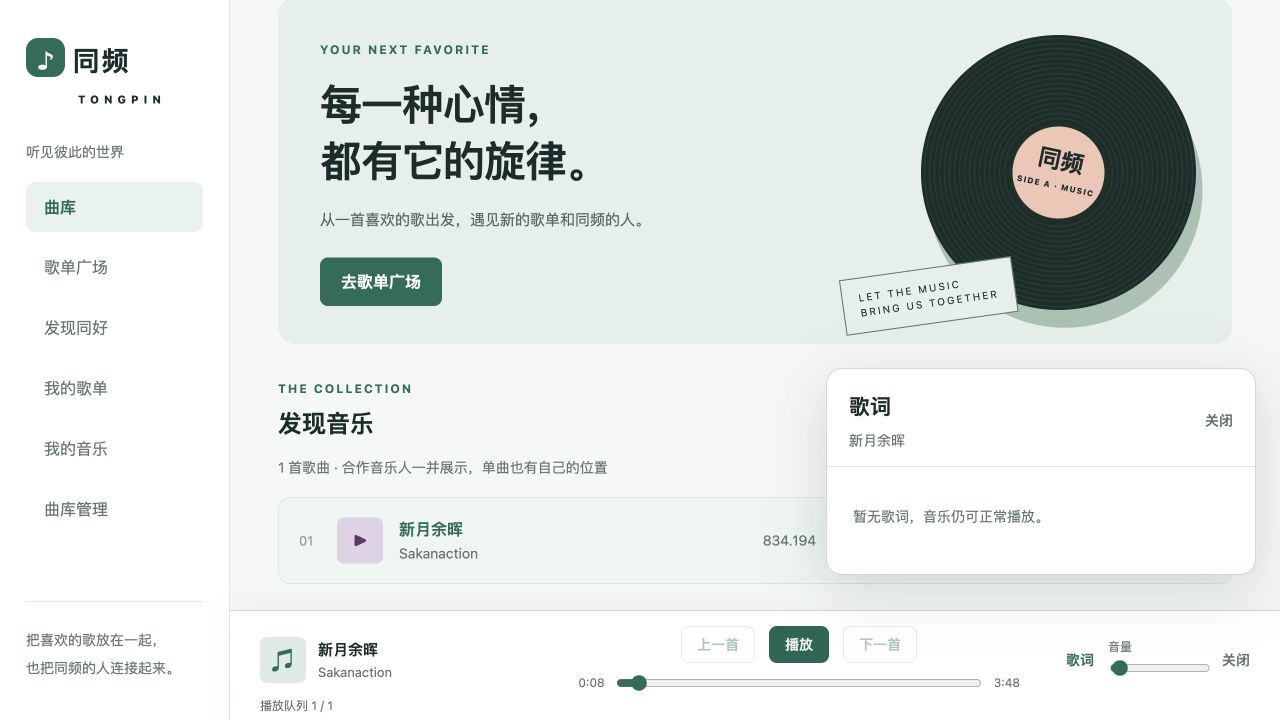 同频
TONGPIN
听见彼此的世界
曲库
歌单广场
发现同好
我的歌单
我的音乐
曲库管理
把喜欢的歌放在一起，
也把同频的人连接起来。
YOUR NEXT FAVORITE
每一种心情，
都有它的旋律。
从一首喜欢的歌出发，遇见新的歌单和同频的人。
去歌单广场
同频
SIDE A · MUSIC
LET THE MUSIC
BRING US TOGETHER
THE COLLECTION
发现音乐
1 首歌曲 · 合作音乐人一并展示，单曲也有自己的位置
01
新月余晖
Sakanaction
834.194
歌词
新月余晖
关闭
暂无歌词，音乐仍可正常播放。
新月余晖
Sakanaction
播放队列 1 / 1
上一首
播放
下一首
0:08
3:48
歌词
音量
关闭